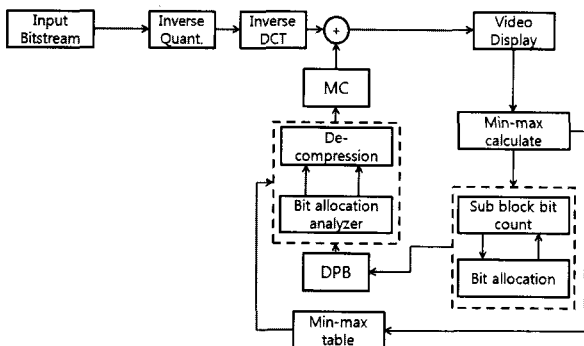 Input
Bitstream
Inverse
Quant.
Inverse
DCT
+
Video
Display
MC
De-
compression
Bit allocation
analyzer
DPB
Min-max
calculate
Sub block bit
count
Bit allocation
Min-max
table